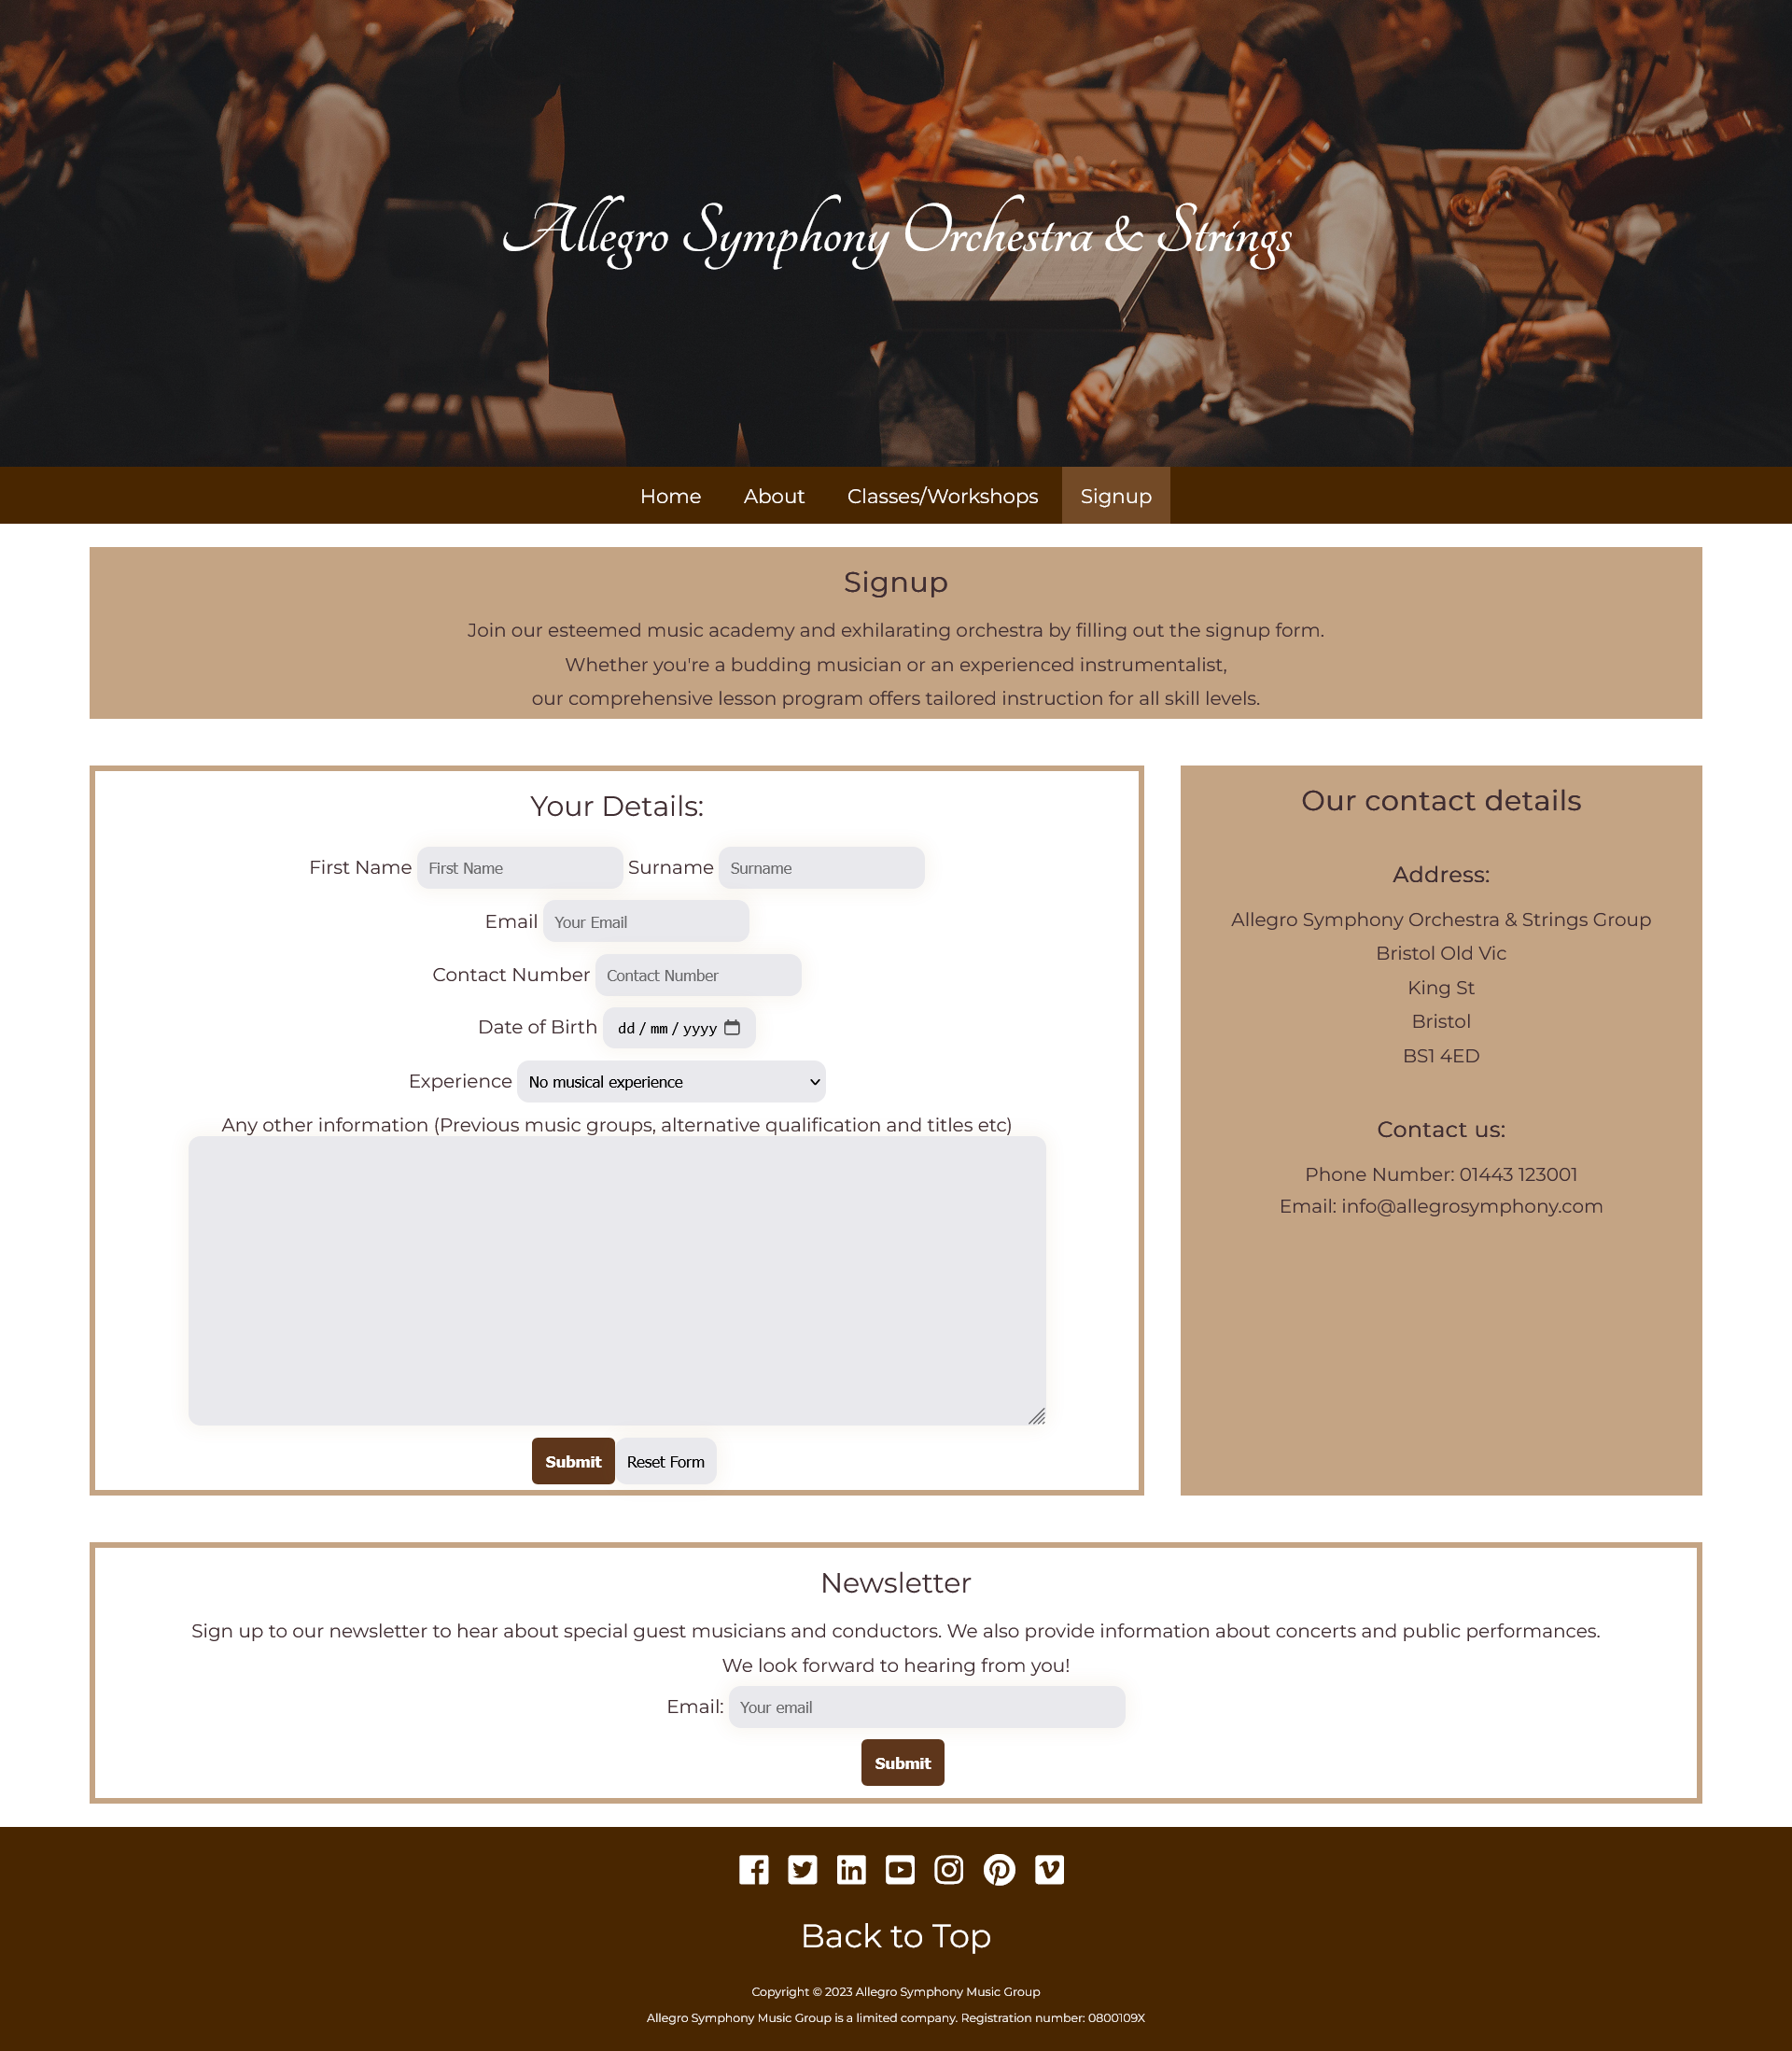 Allegro Symphony Orchestra & Strings
Home About Classes/Workshops Signup
Signup
Join our esteemed music academy and exhilarating orchestra by filling out the signup form.
Whether you're a budding musician or an experienced instrumentalist,
our comprehensive lesson program offers tailored instruction for all skill levels.
Your Details:
First Name First Name Surname Surname
Email Your Email
Contact Number Contact Number
Date of Birth dd / mm / yyyy
Experience No musical experience
Any other information (Previous music groups, alternative qualification and titles etc)
Submit Reset Form
Our contact details
Address:
Allegro Symphony Orchestra & Strings Group
Bristol Old Vic
King St
Bristol
BS1 4ED
Contact us:
Phone Number: 01443 123001
Email: info@allegrosymphony.com
Newsletter
Sign up to our newsletter to hear about special guest musicians and conductors. We also provide information about concerts and public performances.
We look forward to hearing from you!
Email: Your email
Submit
Back to Top
Copyright © 2023 Allegro Symphony Music Group
Allegro Symphony Music Group is a limited company. Registration number: 0800109X